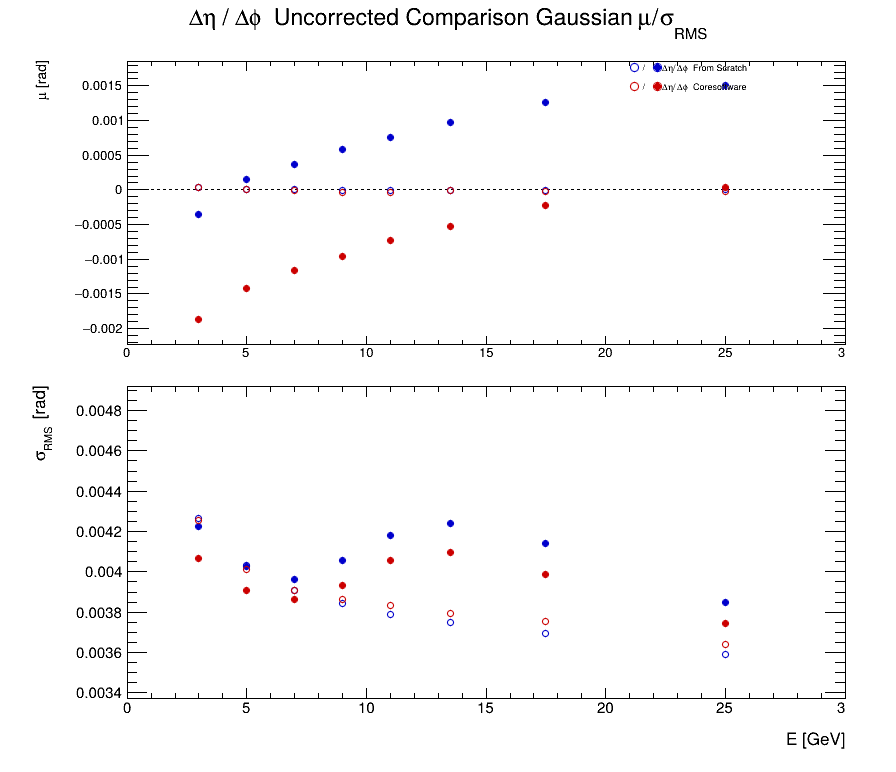 Δη / Δϕ Uncorrected Comparison Gaussian μ/σRMS
μ [rad]
/ Δη/ Δϕ From Scratch
/ Δη/ Δϕ Coresoftware
0.0015
0.001
0.0005
0
−0.0005
−0.001
−0.0015
−0.002
0 5 10 15 20 25 3
σRMS [rad]
0.0048
0.0046
0.0044
0.0042
0.004
0.0038
0.0036
0.0034
0 5 10 15 20 25 3
E [GeV]